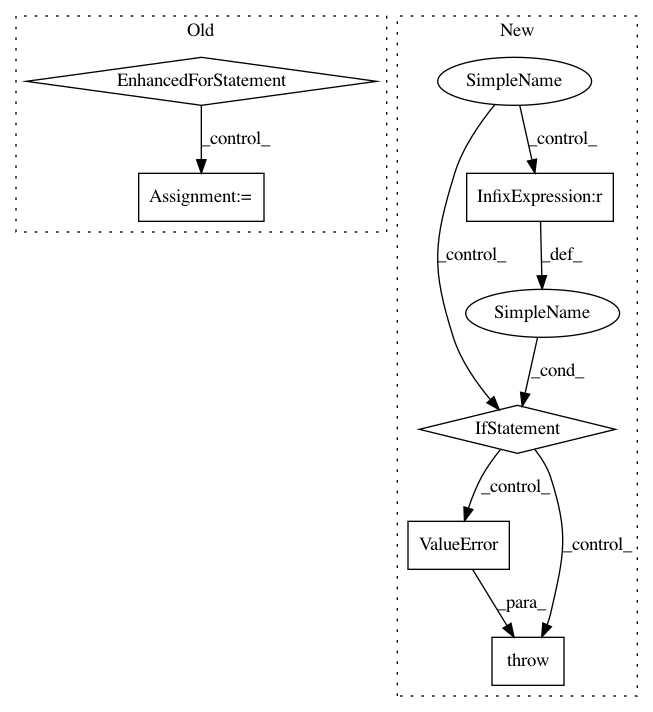 Old
New
EnhancedForStatement
SimpleName
_control_
_control_
Assignment:=
InfixExpression:r
_control_
_def_
SimpleName
_cond_
IfStatement
_control_
ValueError
_control_
_para_
throw